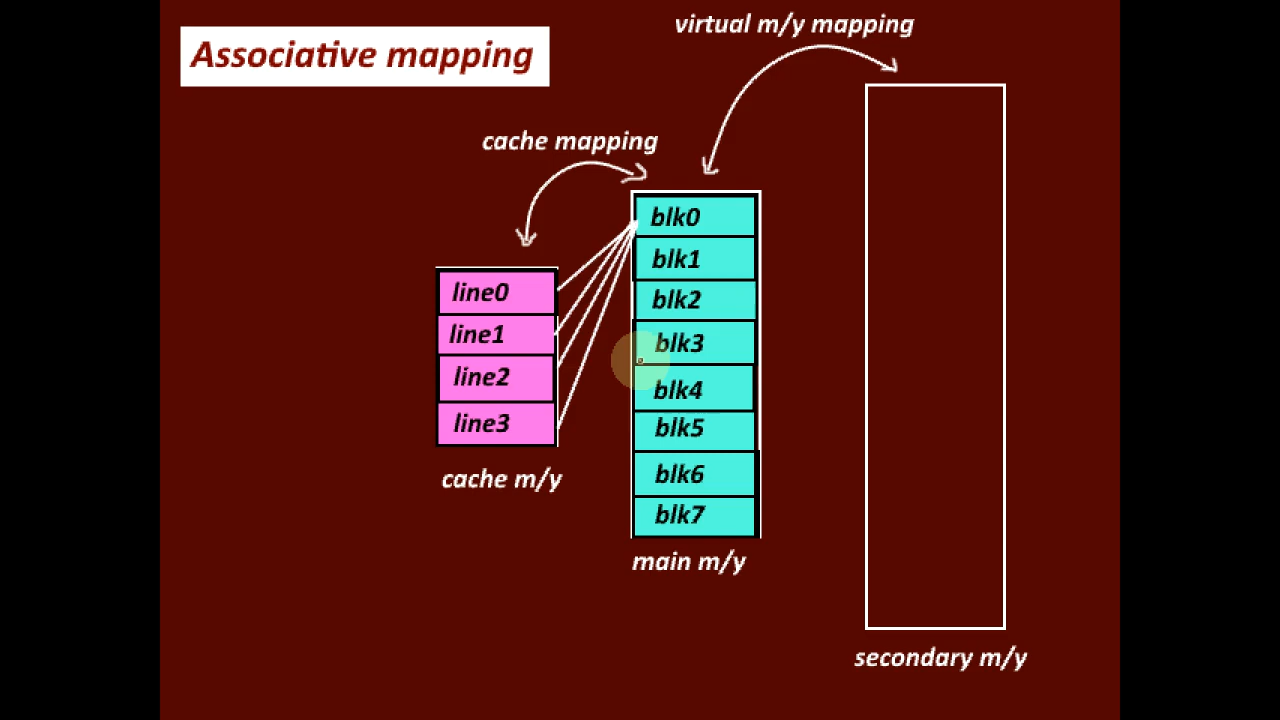 virtual m/y mapping
Associative mapping
cache mapping
blk0
blk1
blk2
blk3
blk4
blk5
blk6
blk7
line0
line1
line2
line3
cache m/y
main m/y
secondary m/y